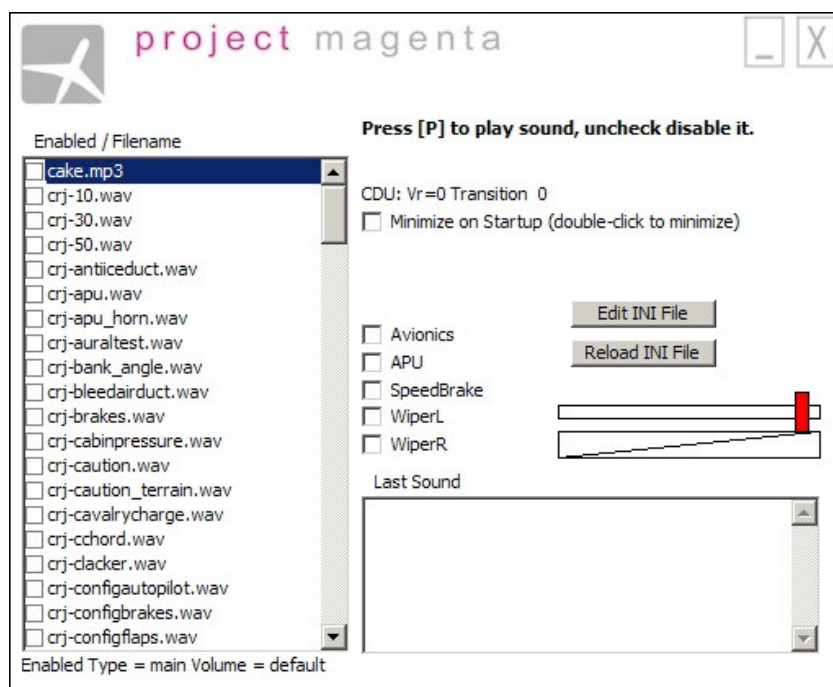 project magenta
_ X
Press [P] to play sound, uncheck disable it.
Enabled / Filename
cake.mp3
crj-10.wav
crj-30.wav
crj-50.wav
crj-antiiceduct.wav
crj-apu.wav
crj-apu_horn.wav
crj-auraltest.wav
crj-bank_angle.wav
crj-bleedairduct.wav
crj-brakes.wav
crj-cabinpressure.wav
crj-caution.wav
crj-caution_terrain.wav
crj-cavalrycharge.wav
crj-cchord.wav
crj-clacker.wav
crj-configautopilot.wav
crj-configbrakes.wav
crj-configflaps.wav
Enabled Type = main Volume = default
CDU: Vr=0 Transition 0
Minimize on Startup (double-click to minimize)
Edit INI File
Reload INI File
Avionics
APU
SpeedBrake
WiperL
WiperR
Last Sound